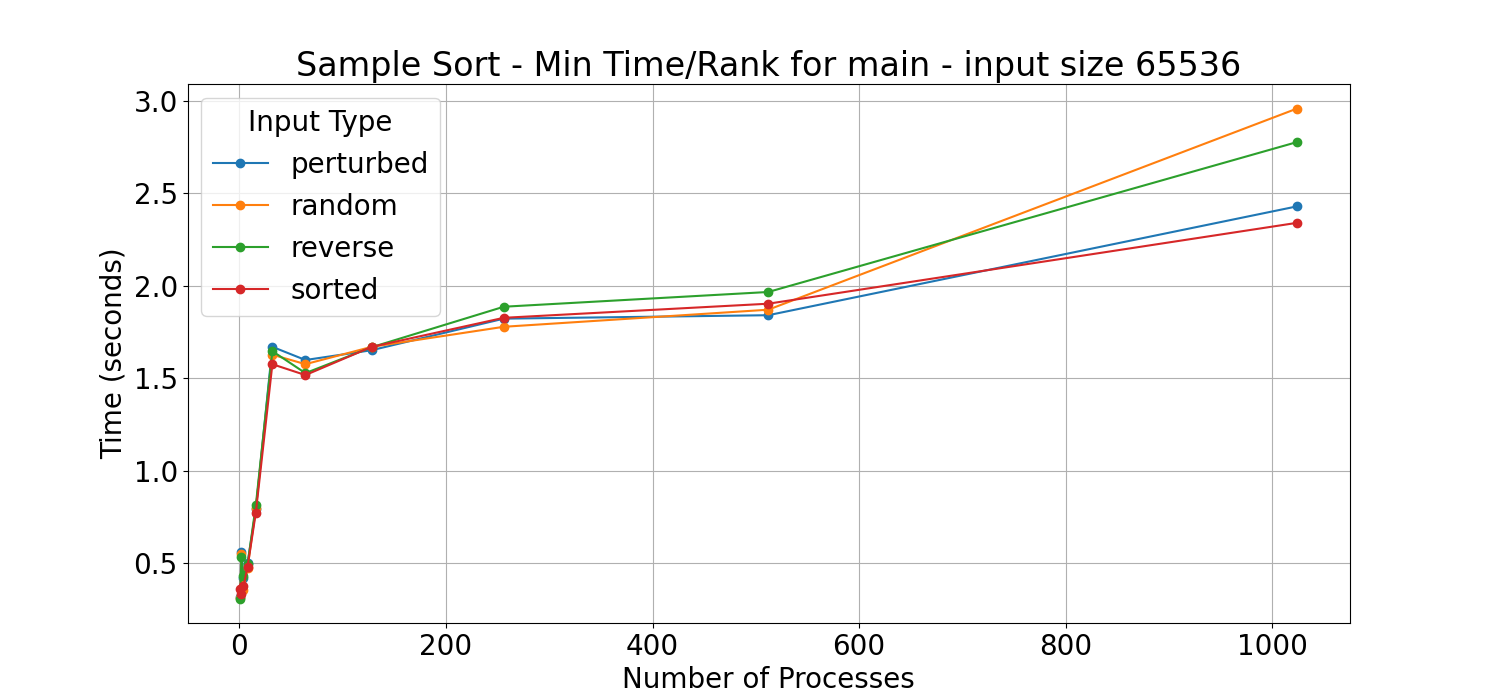 Sample Sort - Min Time/Rank for main - input size 65536
3.0
2.5
2.0
1.5
1.0
0.5
Time (seconds)
Input Type
perturbed
random
reverse
sorted
0 200 400 600 800 1000
Number of Processes